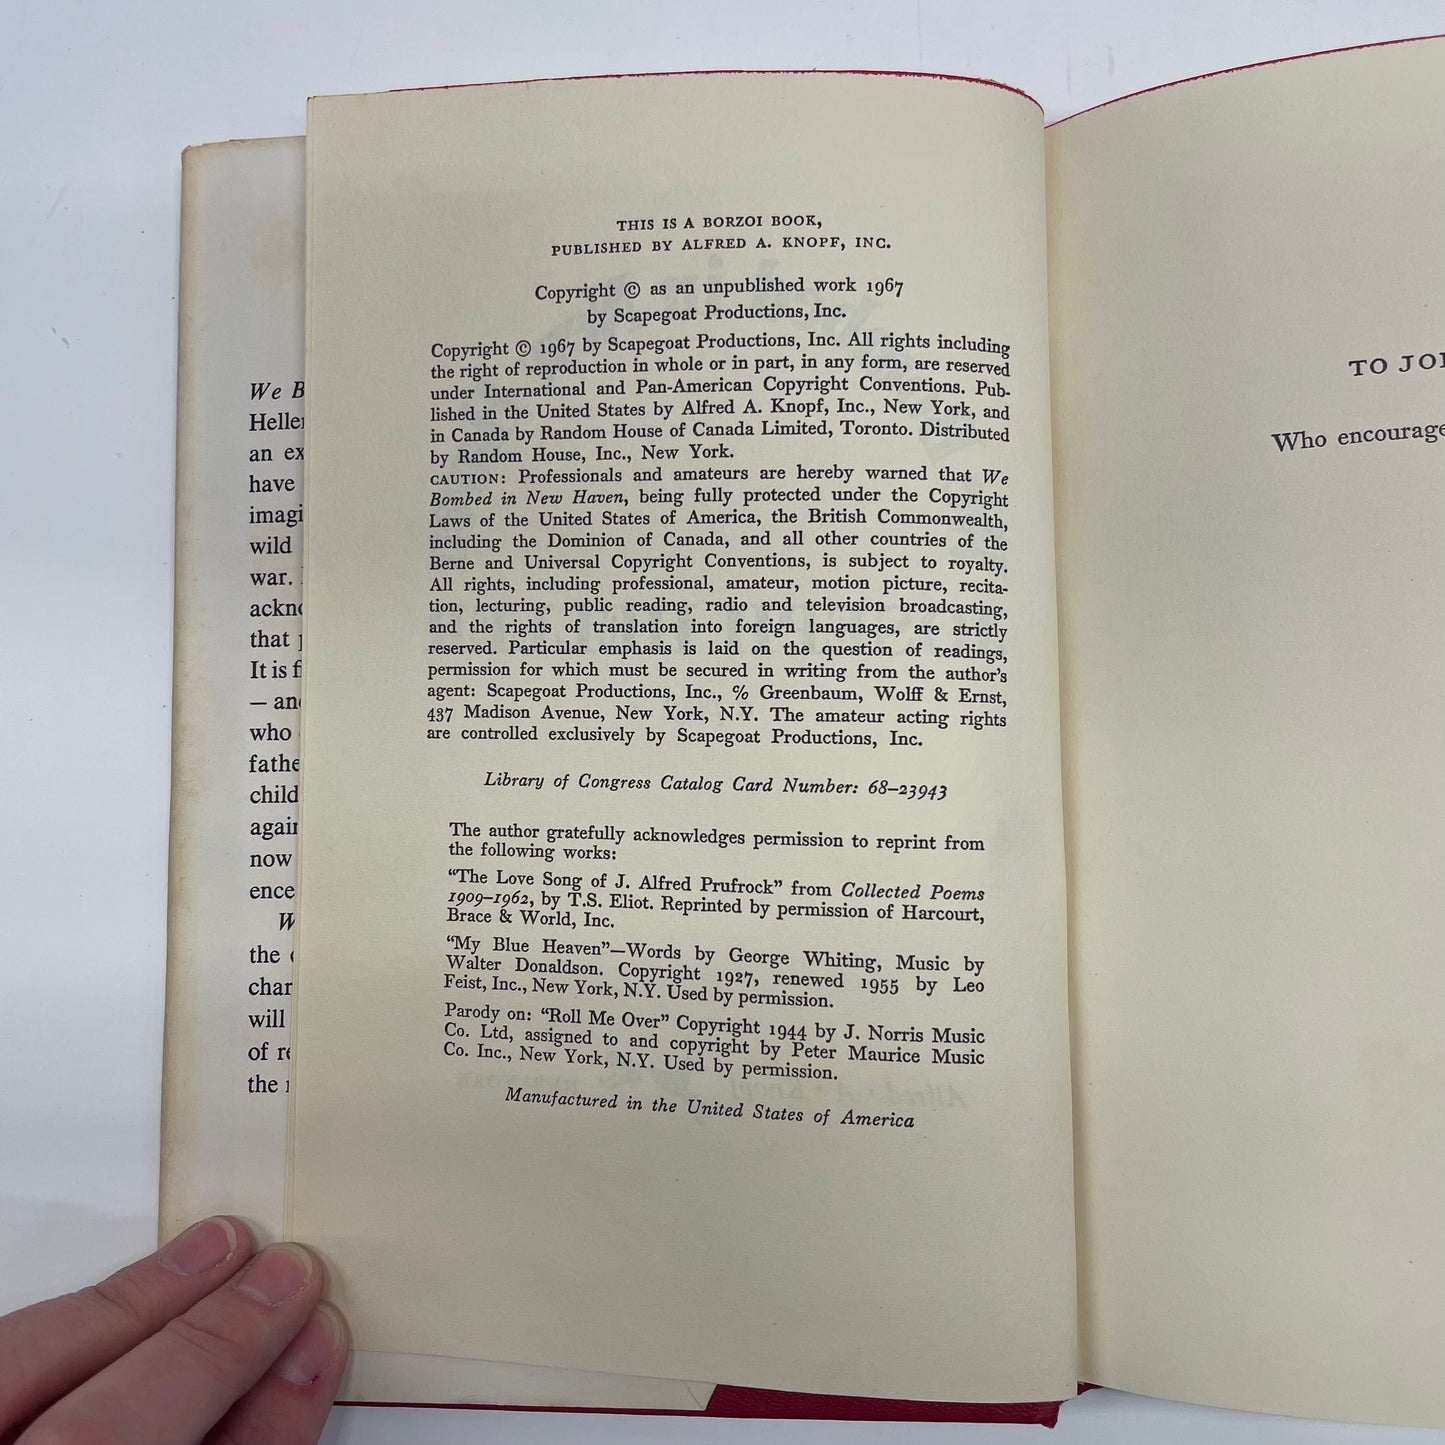 THIS IS A BORZOI BOOK,
PUBLISHED BY ALFRED A. KNOPF, INC.
Copyright © as an unpublished work 1967
by Scapegoat Productions, Inc.
Copyright © 1967 by Scapegoat Productions, Inc. All rights including
the right of reproduction in whole or in part, in any form, are reserved
under International and Pan-American Copyright Conventions. Pub-
lished in the United States by Alfred A. Knopf, Inc., New York, and
in Canada by Random House of Canada Limited, Toronto. Distributed
by Random House, Inc., New York.
CAUTION: Professionals and amateurs are hereby warned that We
Bombed in New Haven, being fully protected under the Copyright
Laws of the United States of America, the British Commonwealth,
including the Dominion of Canada, and all other countries of the
Berne and Universal Copyright Conventions, is subject to royalty.
All rights, including professional, amateur, motion picture, recita-
tion, lecturing, public reading, radio and television broadcasting,
and the rights of translation into foreign languages, are strictly
reserved. Particular emphasis is laid on the question of readings,
permission for which must be secured in writing from the author's
agent: Scapegoat Productions, Inc., ℅ Greenbaum, Wolff & Ernst,
437 Madison Avenue, New York, N.Y. The amateur acting rights
are controlled exclusively by Scapegoat Productions, Inc.
Library of Congress Catalog Card Number: 68–23943
The author gratefully acknowledges permission to reprint from
the following works:
"The Love Song of J. Alfred Prufrock" from Collected Poems
1909–1962, by T.S. Eliot. Reprinted by permission of Harcourt,
Brace & World, Inc.
"My Blue Heaven"—Words by George Whiting, Music by
Walter Donaldson. Copyright 1927, renewed 1955 by Leo
Feist, Inc., New York, N.Y. Used by permission.
Parody on: "Roll Me Over" Copyright 1944 by J. Norris Music
Co. Ltd, assigned to and copyright by Peter Maurice Music
Co. Inc., New York, N.Y. Used by permission.
Manufactured in the United States of America
We B
Heller
an ex
have
imagi
wild
war.
ackno
that
It is f
— an
who
fathe
child
again
now
ence
W
the
char
will
of re
the
TO JO
Who encourage